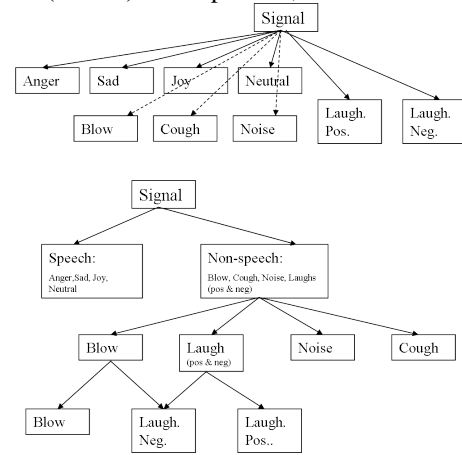 Signal
Anger
Sad
Joy
Neutral
Laugh.
Pos.
Laugh.
Neg.
Blow
Cough
Noise
Signal
Speech:
Anger,Sad, Joy,
Neutral
Non-speech:
Blow, Cough, Noise, Laughs
(pos & neg)
Blow
Laugh
(pos & neg)
Noise
Cough
Blow
Laugh.
Neg.
Laugh.
Pos..